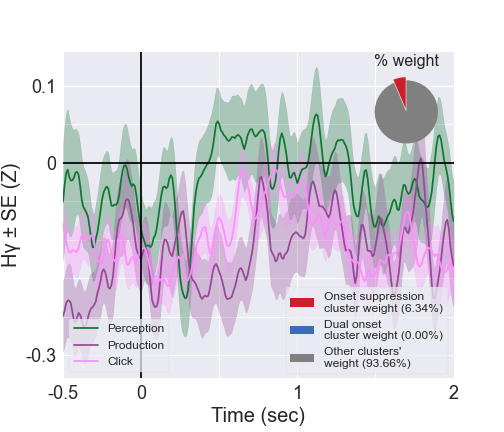 % weight
0.1
0
-0.3
Hγ ± SE (Z)
Perception
Production
Click
Onset suppression
cluster weight (6.34%)
Dual onset
cluster weight (0.00%)
Other clusters'
weight (93.66%)
-0.5
0
1
2
Time (sec)